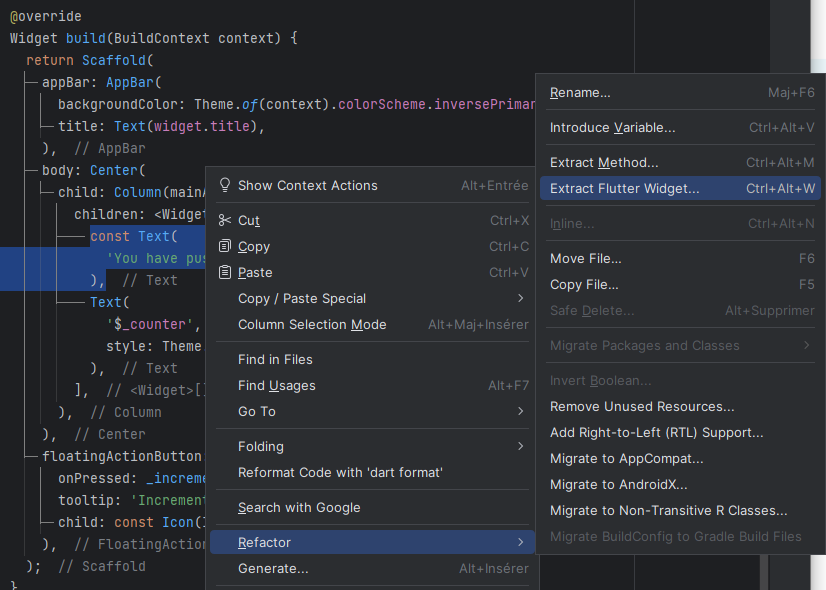 @override
Widget build(BuildContext context) {
return Scaffold(
appBar: AppBar(
backgroundColor: Theme.of(context).colorScheme.inversePrimar
title: Text(widget.title),
),  // AppBar
body: Center(
child: Column(mainA
children: <Widget
const Text(
'You have pus
),  // Text
Text(
'$_counter',
style: Theme
),  // Text
],  // <Widget>[]
),  // Column
),  // Center
floatingActionButton
onPressed: _increme
tooltip: 'Increment
child: const Icon(I
),  // FloatingAction
);  // Scaffold
}
Show Context Actions Alt+Entrée
Cut Ctrl+X
Copy Ctrl+C
Paste Ctrl+V
Copy / Paste Special
Column Selection Mode Alt+Maj+Insérer
Find in Files
Find Usages Alt+F7
Go To
Folding
Reformat Code with 'dart format'
Search with Google
Refactor
Generate... Alt+Insérer
Rename... Maj+F6
Introduce Variable... Ctrl+Alt+V
Extract Method... Ctrl+Alt+M
Extract Flutter Widget... Ctrl+Alt+W
Inline... Ctrl+Alt+N
Move File... F6
Copy File... F5
Safe Delete... Alt+Supprimer
Migrate Packages and Classes
Invert Boolean...
Remove Unused Resources...
Add Right-to-Left (RTL) Support...
Migrate to AppCompat...
Migrate to AndroidX...
Migrate to Non-Transitive R Classes...
Migrate BuildConfig to Gradle Build Files